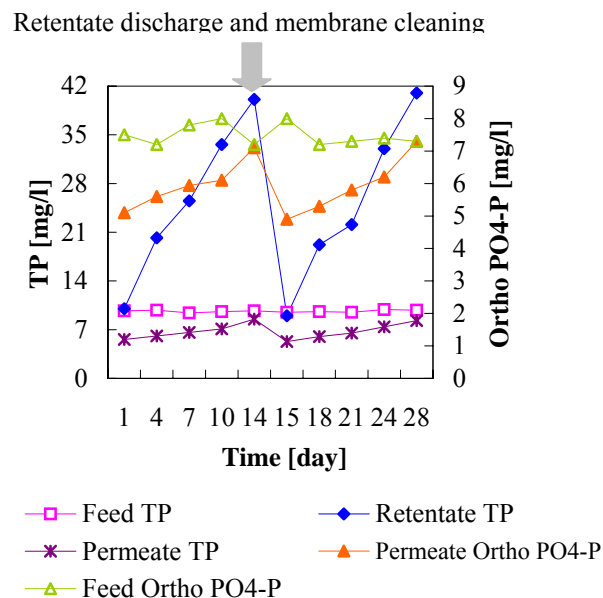 Retentate discharge and membrane cleaning
42
35
28
21
14
7
0
TP [mg/l]
9
8
7
6
5
4
3
2
1
0
Ortho PO4-P [mg/l]
1 4 7 10 14 15 18 21 24 28
Time [day]
Feed TP
Retentate TP
Permeate TP
Permeate Ortho PO4-P
Feed Ortho PO4-P